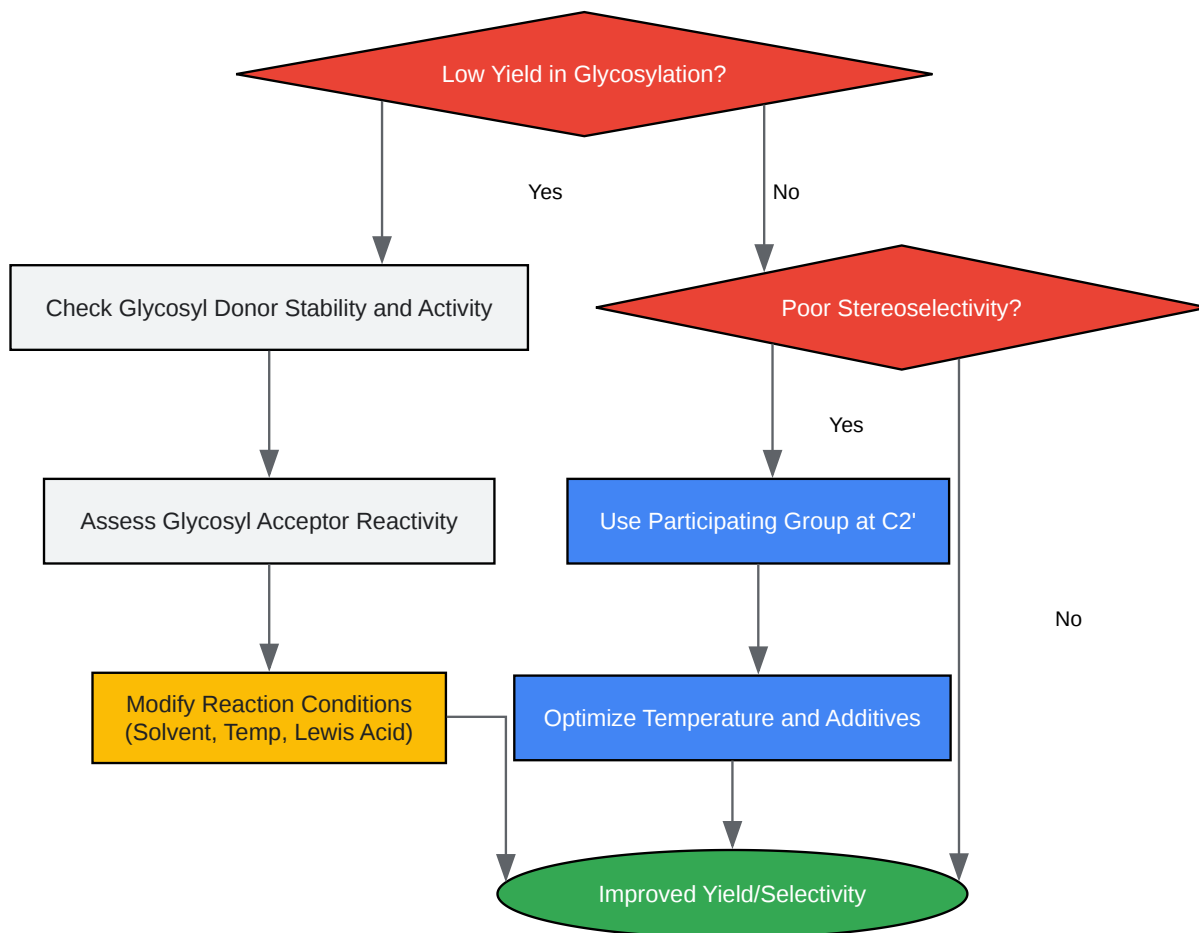 Low Yield in Glycosylation?
Yes
No
Check Glycosyl Donor Stability and Activity
Poor Stereoselectivity?
Yes
Assess Glycosyl Acceptor Reactivity
Use Participating Group at C2'
No
Modify Reaction Conditions
(Solvent, Temp, Lewis Acid)
Optimize Temperature and Additives
Improved Yield/Selectivity